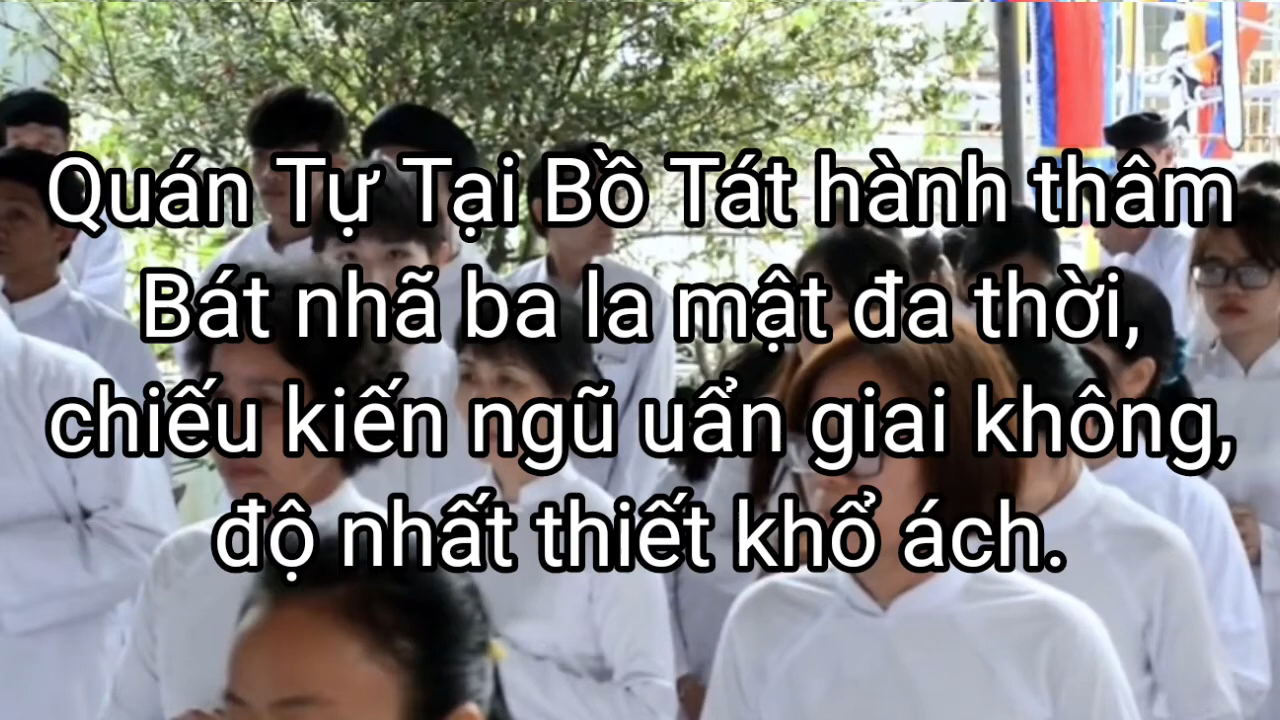 Quán Tự Tại Bồ Tát hành thâm
Bát nhã ba la mật đa thời,
chiếu kiến ngũ uẩn giai không,
độ nhất thiết khổ ách.